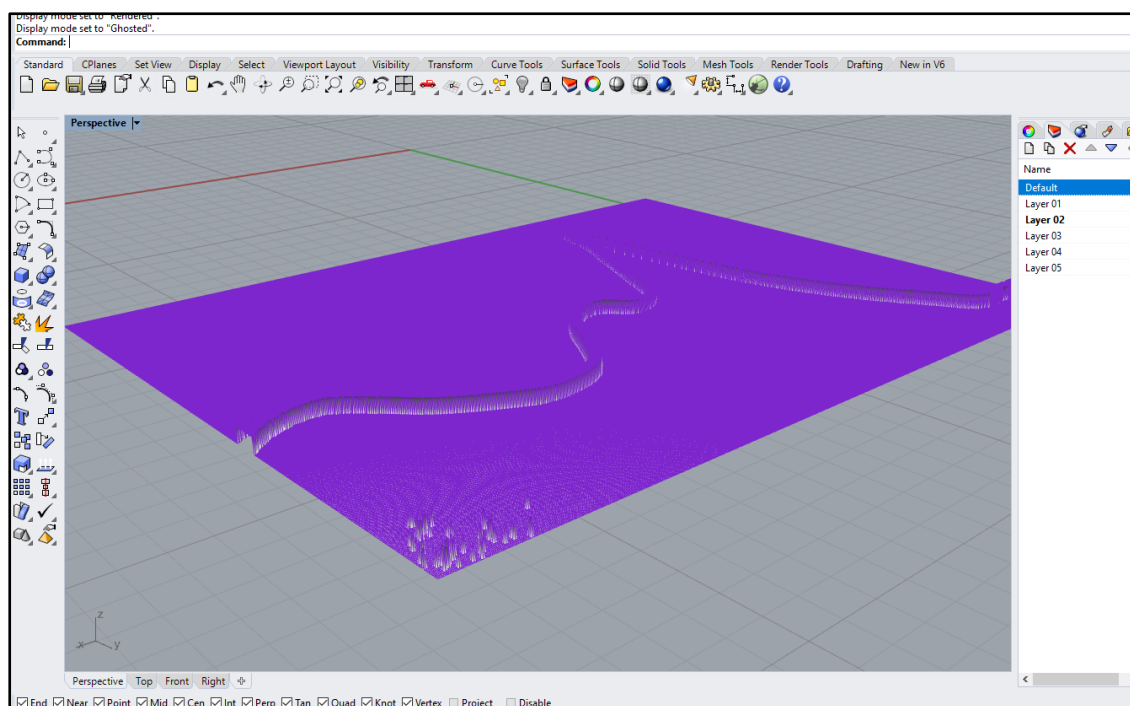 Display mode set to "Rendered".
Display mode set to "Ghosted".
Command:
Standard CPlanes Set View Display Select Viewport Layout Visibility Transform Curve Tools Surface Tools Solid Tools Mesh Tools Render Tools Drafting New in V6
Perspective
Name
Default
Layer 01
Layer 02
Layer 03
Layer 04
Layer 05
z
x y
Perspective Top Front Right
End Near Point Mid Cen Int Perp Tan Quad Knot Vertex Project Disable